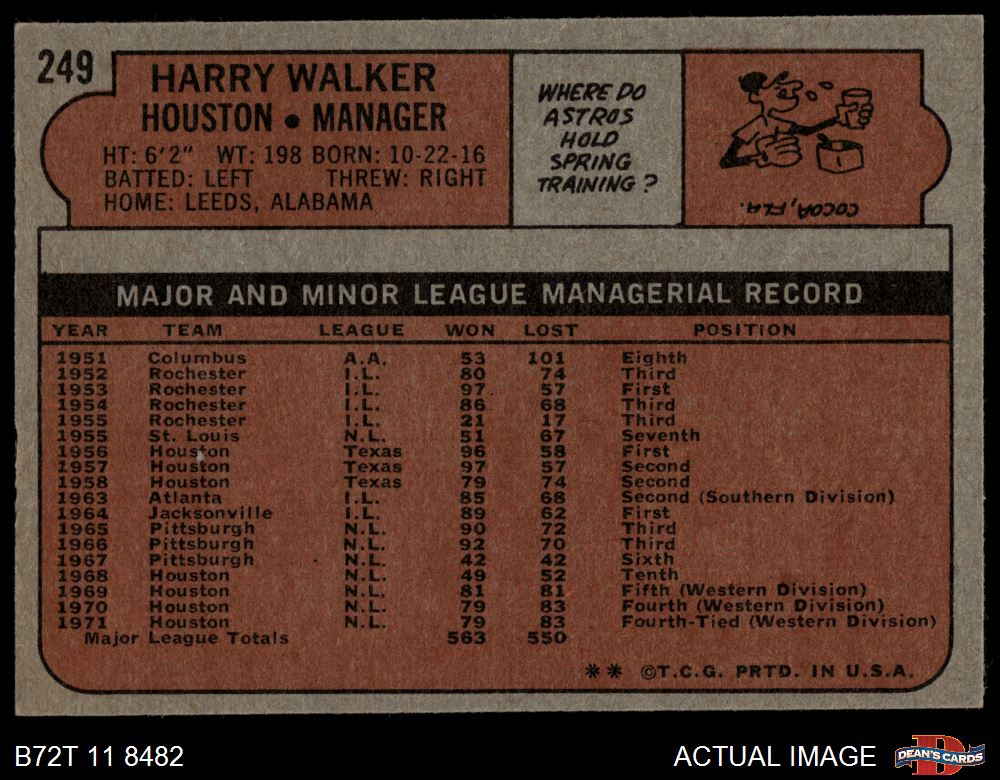 249
HARRY WALKER
HOUSTON • MANAGER
HT: 6'2" WT: 198 BORN: 10-22-16
BATTED: LEFT THREW: RIGHT
HOME: LEEDS, ALABAMA
WHERE DO
ASTROS
HOLD
SPRING
TRAINING?
COCOA, FLA.
MAJOR AND MINOR LEAGUE MANAGERIAL RECORD
YEAR TEAM LEAGUE WON LOST POSITION
1951 Columbus A.A. 53 101 Eighth
1952 Rochester I.L. 80 74 Third
1953 Rochester I.L. 97 57 First
1954 Rochester I.L. 86 68 Third
1955 Rochester I.L. 21 17 Third
1955 St. Louis N.L. 51 67 Seventh
1956 Houston Texas 96 58 First
1957 Houston Texas 97 57 Second
1958 Houston Texas 79 74 Second
1963 Atlanta I.L. 85 68 Second (Southern Division)
1964 Jacksonville I.L. 89 62 First
1965 Pittsburgh N.L. 90 72 Third
1966 Pittsburgh N.L. 92 70 Third
1967 Pittsburgh N.L. 42 42 Sixth
1968 Houston N.L. 49 52 Tenth
1969 Houston N.L. 81 81 Fifth (Western Division)
1970 Houston N.L. 79 83 Fourth (Western Division)
1971 Houston N.L. 79 83 Fourth-Tied (Western Division)
Major League Totals 563 550
** ©T.C.G. PRTD. IN U.S.A.
B72T 11 8482
ACTUAL IMAGE
DEAN'S CARDS